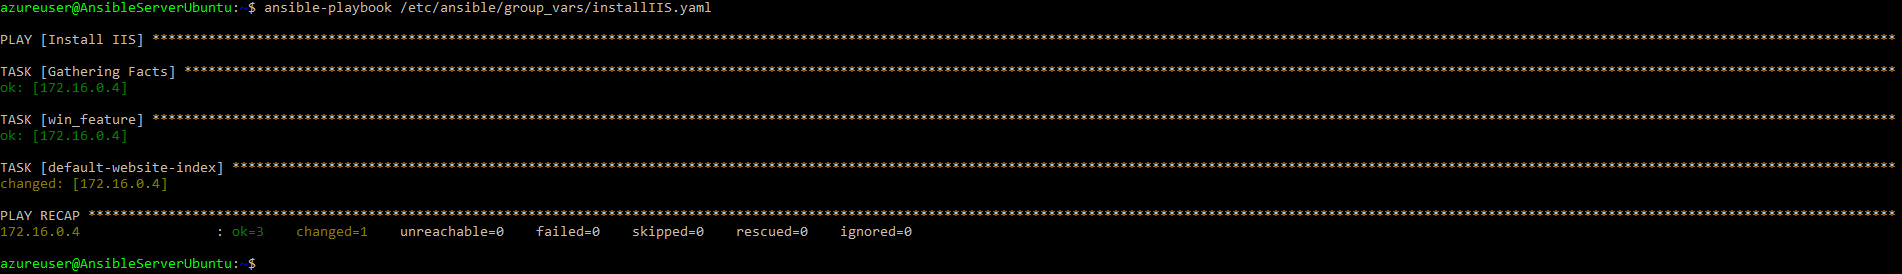 azureuser@AnsibleServerUbuntu:~$ ansible-playbook /etc/ansible/group_vars/installIIS.yaml
PLAY [Install IIS] ****************************************************************************************************************************************************************************************************************************
TASK [Gathering Facts] ************************************************************************************************************************************************************************************************************************
ok: [172.16.0.4]
TASK [win_feature] ****************************************************************************************************************************************************************************************************************************
ok: [172.16.0.4]
TASK [default-website-index] ******************************************************************************************************************************************************************************************************************
changed: [172.16.0.4]
PLAY RECAP ************************************************************************************************************************************************************************************************************************************
172.16.0.4                 : ok=3    changed=1    unreachable=0    failed=0    skipped=0    rescued=0    ignored=0
azureuser@AnsibleServerUbuntu:~$